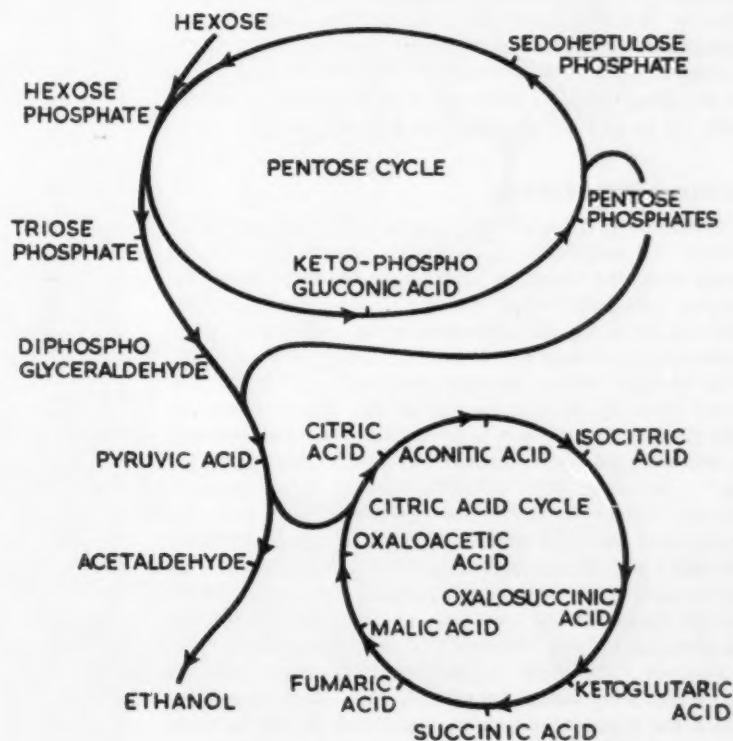 HEXOSE
SEDOHEPTULOSE
PHOSPHATE
HEXOSE
PHOSPHATE
PENTOSE CYCLE
PENTOSE
PHOSPHATES
TRIOSE
PHOSPHATE
KETO-PHOSPHO
GLUCONIC ACID
DIPHOSPHO
GLYCERALDEHYDE
PYRUVIC ACID
CITRIC
ACID
ACONITIC ACID
ISOCITRIC
ACID
CITRIC ACID CYCLE
OXALOACETIC
ACID
ACETALDEHYDE
OXALOSUCCINIC
ACID
MALIC ACID
FUMARIC
ACID
KETOGLUTARIC
ACID
SUCCINIC ACID
ETHANOL